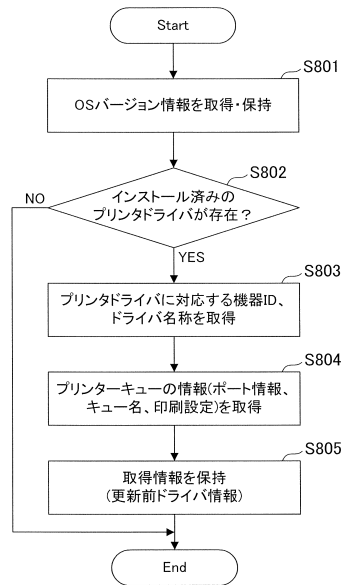 Start
S801
OSバージョン情報を取得・保持
S802
インストール済みの
プリンタドライバが存在?
NO
YES
S803
プリンタドライバに対応する機器ID、
ドライバ名称を取得
S804
プリンターキューの情報(ポート情報、
キュー名、印刷設定)を取得
S805
取得情報を保持
(更新前ドライバ情報)
End